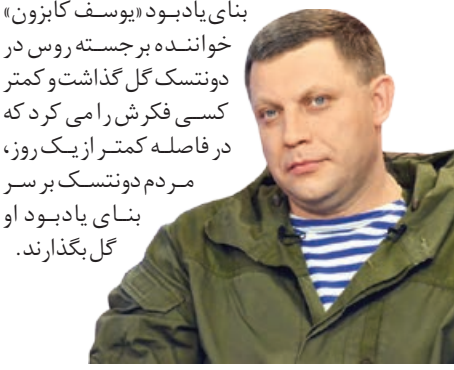 بنای یادبود «یوسف کابزون»
خواننده برجسته روس در
دونتسک گل گذاشت و کمتر
کسی فکرش را می کرد که
در فاصله کمتر از یک روز،
مردم دونتسک بر سر
بنای یادبود او
گل بگذارند.